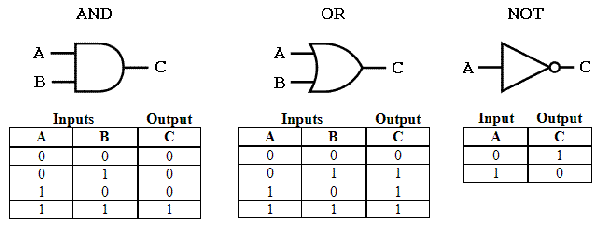 AND OR NOT
A B C A B C A C
Inputs Output Inputs Output Input Output
A B C A B C A C
0 0 0 0 0 0 0 1
0 1 0 0 1 1 1 0
1 0 0 1 0 1
1 1 1 1 1 1